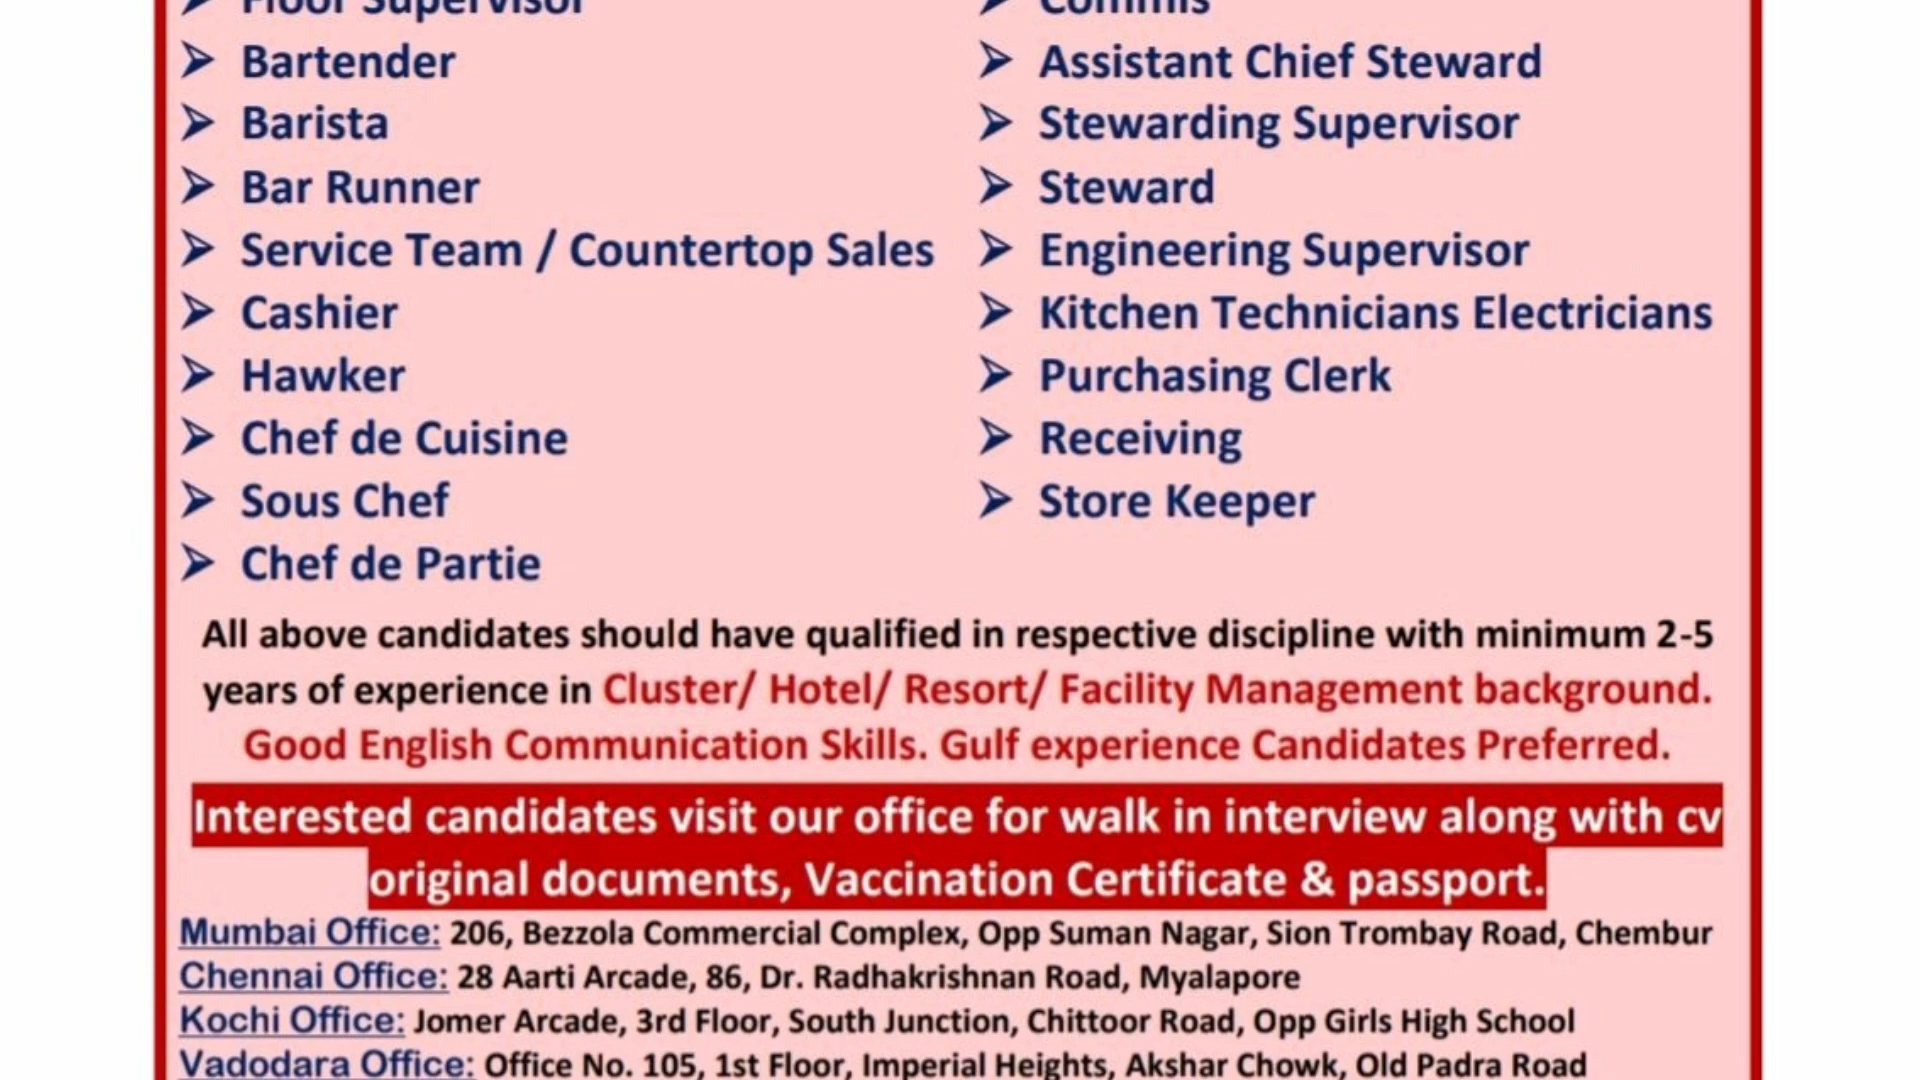 Floor Supervisor
Commis
Bartender
Assistant Chief Steward
Barista
Stewarding Supervisor
Bar Runner
Steward
Service Team / Countertop Sales
Engineering Supervisor
Cashier
Kitchen Technicians Electricians
Hawker
Purchasing Clerk
Chef de Cuisine
Receiving
Sous Chef
Store Keeper
Chef de Partie
All above candidates should have qualified in respective discipline with minimum 2-5
years of experience in Cluster/ Hotel/ Resort/ Facility Management background.
Good English Communication Skills. Gulf experience Candidates Preferred.
Interested candidates visit our office for walk in interview along with cv
original documents, Vaccination Certificate & passport.
Mumbai Office: 206, Bezzola Commercial Complex, Opp Suman Nagar, Sion Trombay Road, Chembur
Chennai Office: 28 Aarti Arcade, 86, Dr. Radhakrishnan Road, Myalapore
Kochi Office: Jomer Arcade, 3rd Floor, South Junction, Chittoor Road, Opp Girls High School
Vadodara Office: Office No. 105, 1st Floor, Imperial Heights, Akshar Chowk, Old Padra Road